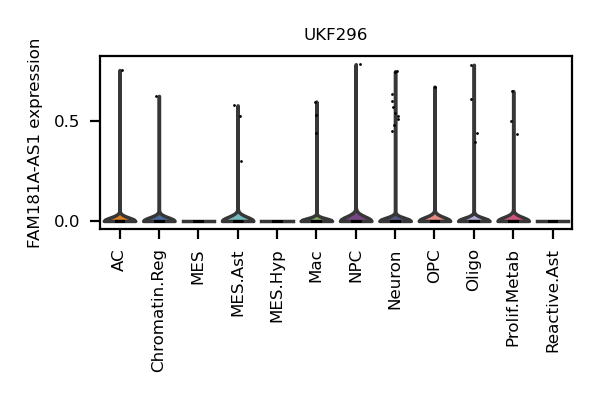 UKF296
FAM181A-AS1 expression
0.5
0.0
AC
Chromatin.Reg
MES
MES.Ast
MES.Hyp
Mac
NPC
Neuron
OPC
Oligo
Prolif.Metab
Reactive.Ast